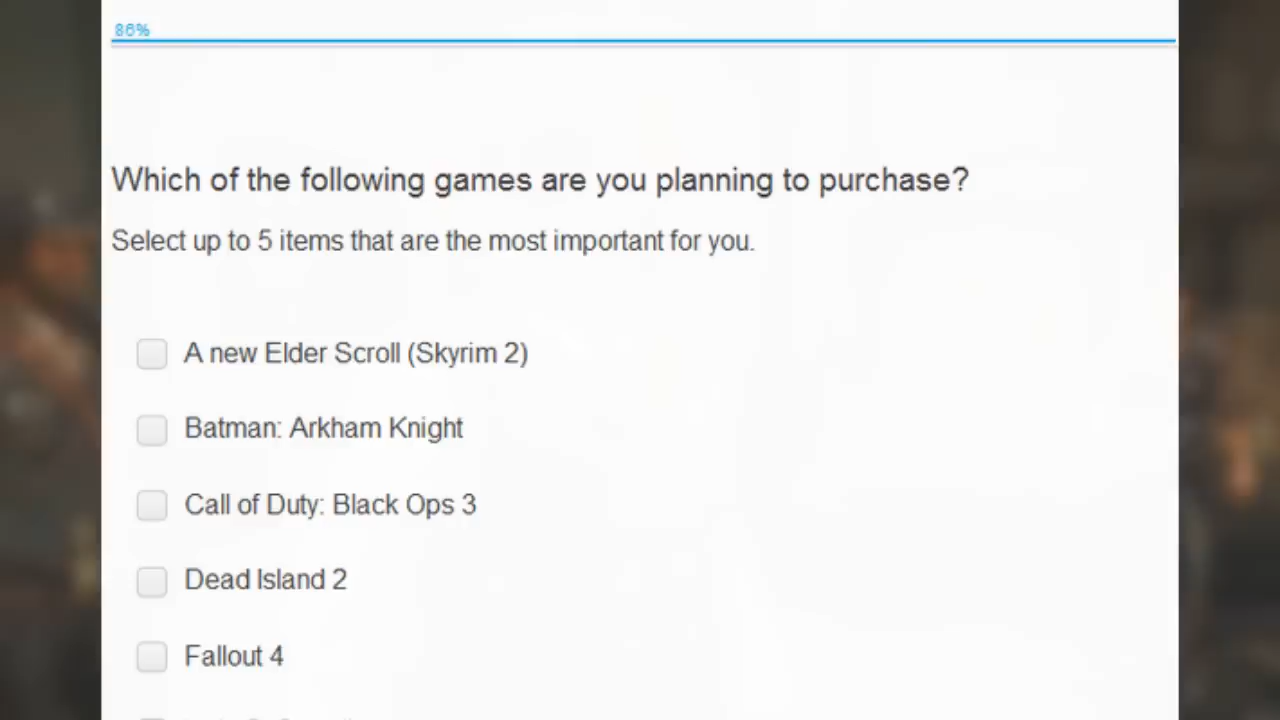 86%
Which of the following games are you planning to purchase?
Select up to 5 items that are the most important for you.
A new Elder Scroll (Skyrim 2)
Batman: Arkham Knight
Call of Duty: Black Ops 3
Dead Island 2
Fallout 4